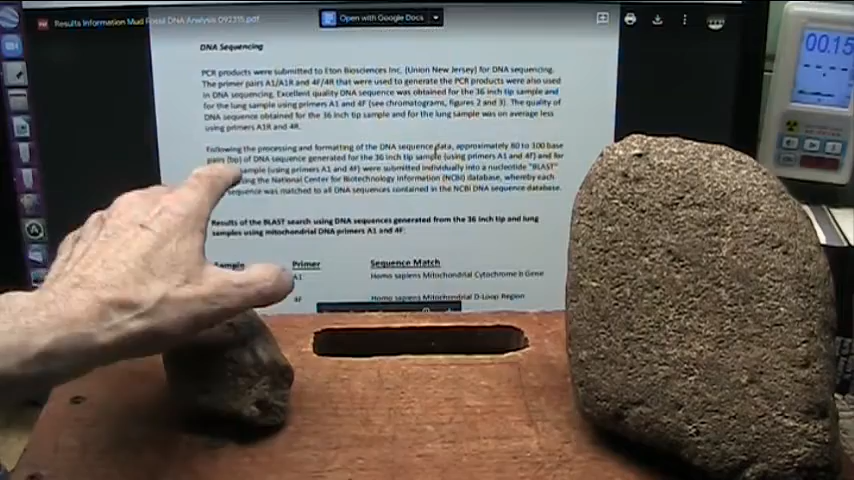 Results Information Mud Fossil DNA Analysis 092315.pdf
Open with Google Docs
00:15
DNA Sequencing
PCR products were submitted to Eton Biosciences Inc. (Union New Jersey) for DNA sequencing.
The primer pairs A1/A1R and 4F/4R that were used to generate the PCR products were also used
in DNA sequencing. Excellent quality DNA sequence was obtained for the 36 inch tip sample and
for the lung sample using primers A1 and 4F (see chromatograms, figures 2 and 3). The quality of
DNA sequence obtained for the 36 inch tip sample and for the lung sample was on average less
using primers A1R and 4R.
Following the processing and formatting of the DNA sequence data, approximately 80 to 300 base
pairs (bp) of DNA sequence generated for the 36 inch tip sample (using primers A1 and 4F) and for
sample (using primers A1 and 4F) were submitted individually into a nucleotide "BLAST"
using the National Center for Biotechnology Information (NCBI) database, whereby each
sequence was matched to all DNA sequences contained in the NCBI DNA sequence database.
Results of the BLAST search using DNA sequences generated from the 36 inch tip and lung
samples using mitochondrial DNA primers A1 and 4F:
Sample Primer Sequence Match
A1 Homo sapiens Mitochondrial Cytochrome b Gene
4F Homo sapiens Mitochondrial D-Loop Region